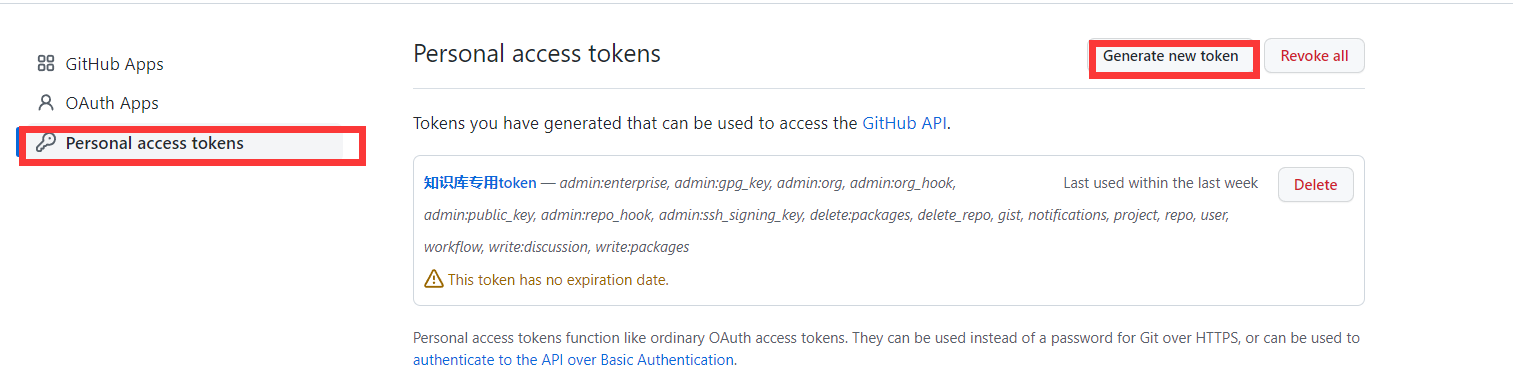 GitHub Apps
OAuth Apps
Personal access tokens
Personal access tokens
Generate new token
Revoke all
Tokens you have generated that can be used to access the GitHub API.
知识库专用token — admin:enterprise, admin:gpg_key, admin:org, admin:org_hook,
Last used within the last week
Delete
admin:public_key, admin:repo_hook, admin:ssh_signing_key, delete:packages, delete_repo, gist, notifications, project, repo, user,
workflow, write:discussion, write:packages
This token has no expiration date.
Personal access tokens function like ordinary OAuth access tokens. They can be used instead of a password for Git over HTTPS, or can be used to
authenticate to the API over Basic Authentication.